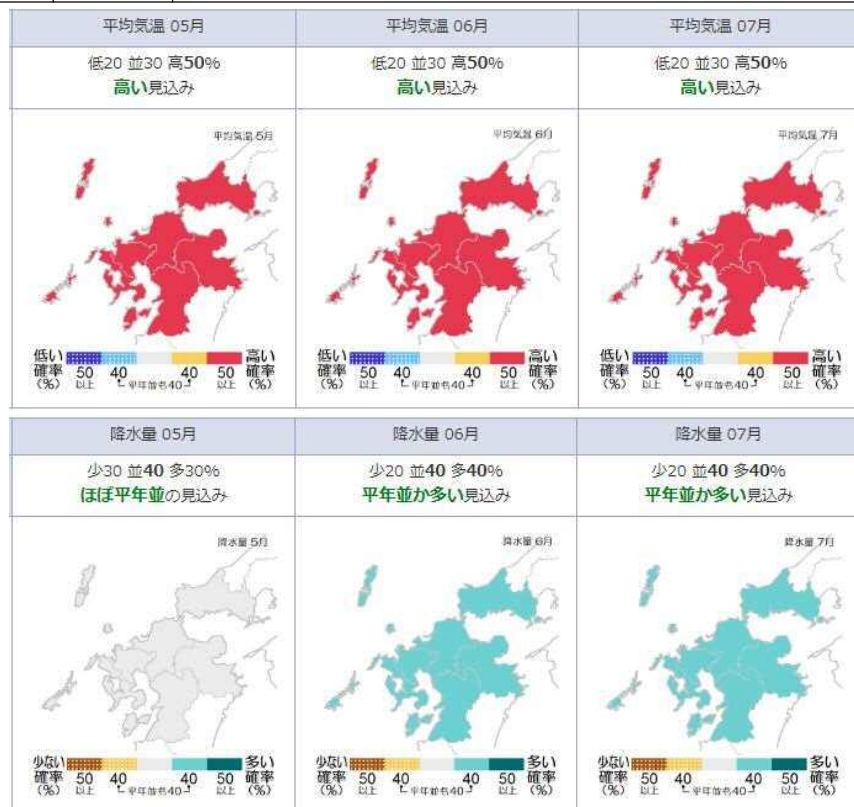 平均気温 05月
平均気温 06月
平均気温 07月
低20 並30 高50%
高い見込み
低20 並30 高50%
高い見込み
低20 並30 高50%
高い見込み
平均気温 5月
平均気温 6月
平均気温 7月
低い 高い
確率 50 40 40 50 確率
(%) 以上 平年並も40 以上 (%)
低い 高い
確率 50 40 40 50 確率
(%) 以上 平年並も40 以上 (%)
低い 高い
確率 50 40 40 50 確率
(%) 以上 平年並も40 以上 (%)
降水量 05月
降水量 06月
降水量 07月
少30 並40 多30%
ほぼ平年並の見込み
少20 並40 多40%
平年並か多い見込み
少20 並40 多40%
平年並か多い見込み
降水量 5月
降水量 6月
降水量 7月
少ない 多い
確率 50 40 40 50 確率
(%) 以上 平年並も40 以上 (%)
少ない 多い
確率 50 40 40 50 確率
(%) 以上 平年並も40 以上 (%)
少ない 多い
確率 50 40 40 50 確率
(%) 以上 平年並も40 以上 (%)